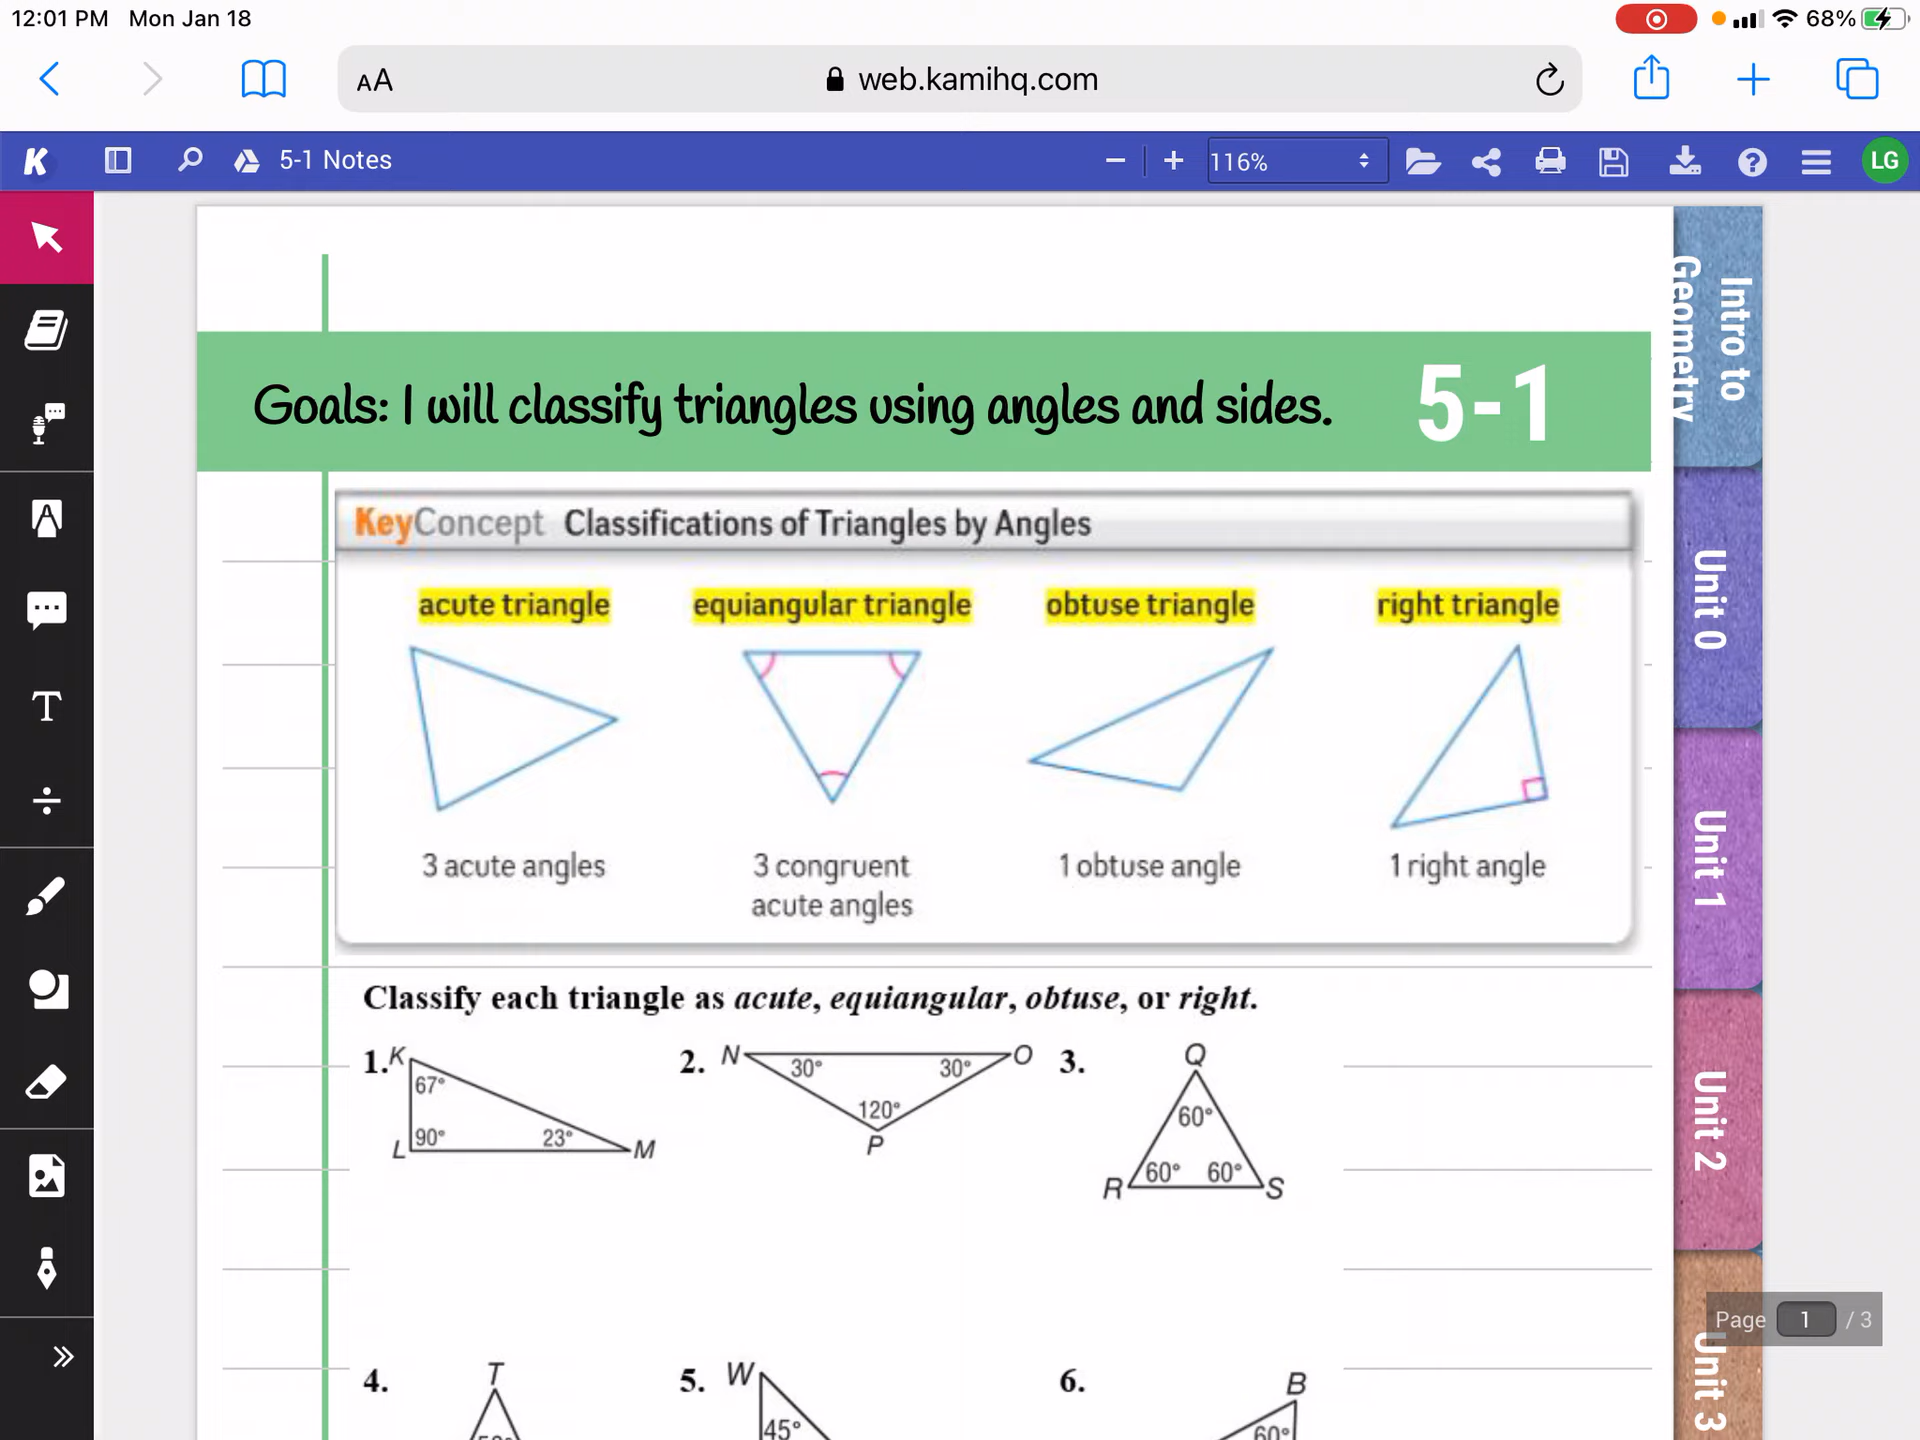 12:01 PM Mon Jan 18
68%
AA
web.kamihq.com
K
5-1 Notes
116%
LG
Goals: I will classify triangles using angles and sides.
5-1
KeyConcept Classifications of Triangles by Angles
acute triangle
equiangular triangle
obtuse triangle
right triangle
3 acute angles
3 congruent
acute angles
1 obtuse angle
1 right angle
Classify each triangle as acute, equiangular, obtuse, or right.
1. K
67°
L 90° 23° M
2. N 30° 30° O
120°
P
3. Q
60°
R 60° 60° S
4. T
5. W
45°
6. B
60°
Intro to
Geometry
Unit 0
Unit 1
Unit 2
Unit 3
Page 1 / 3